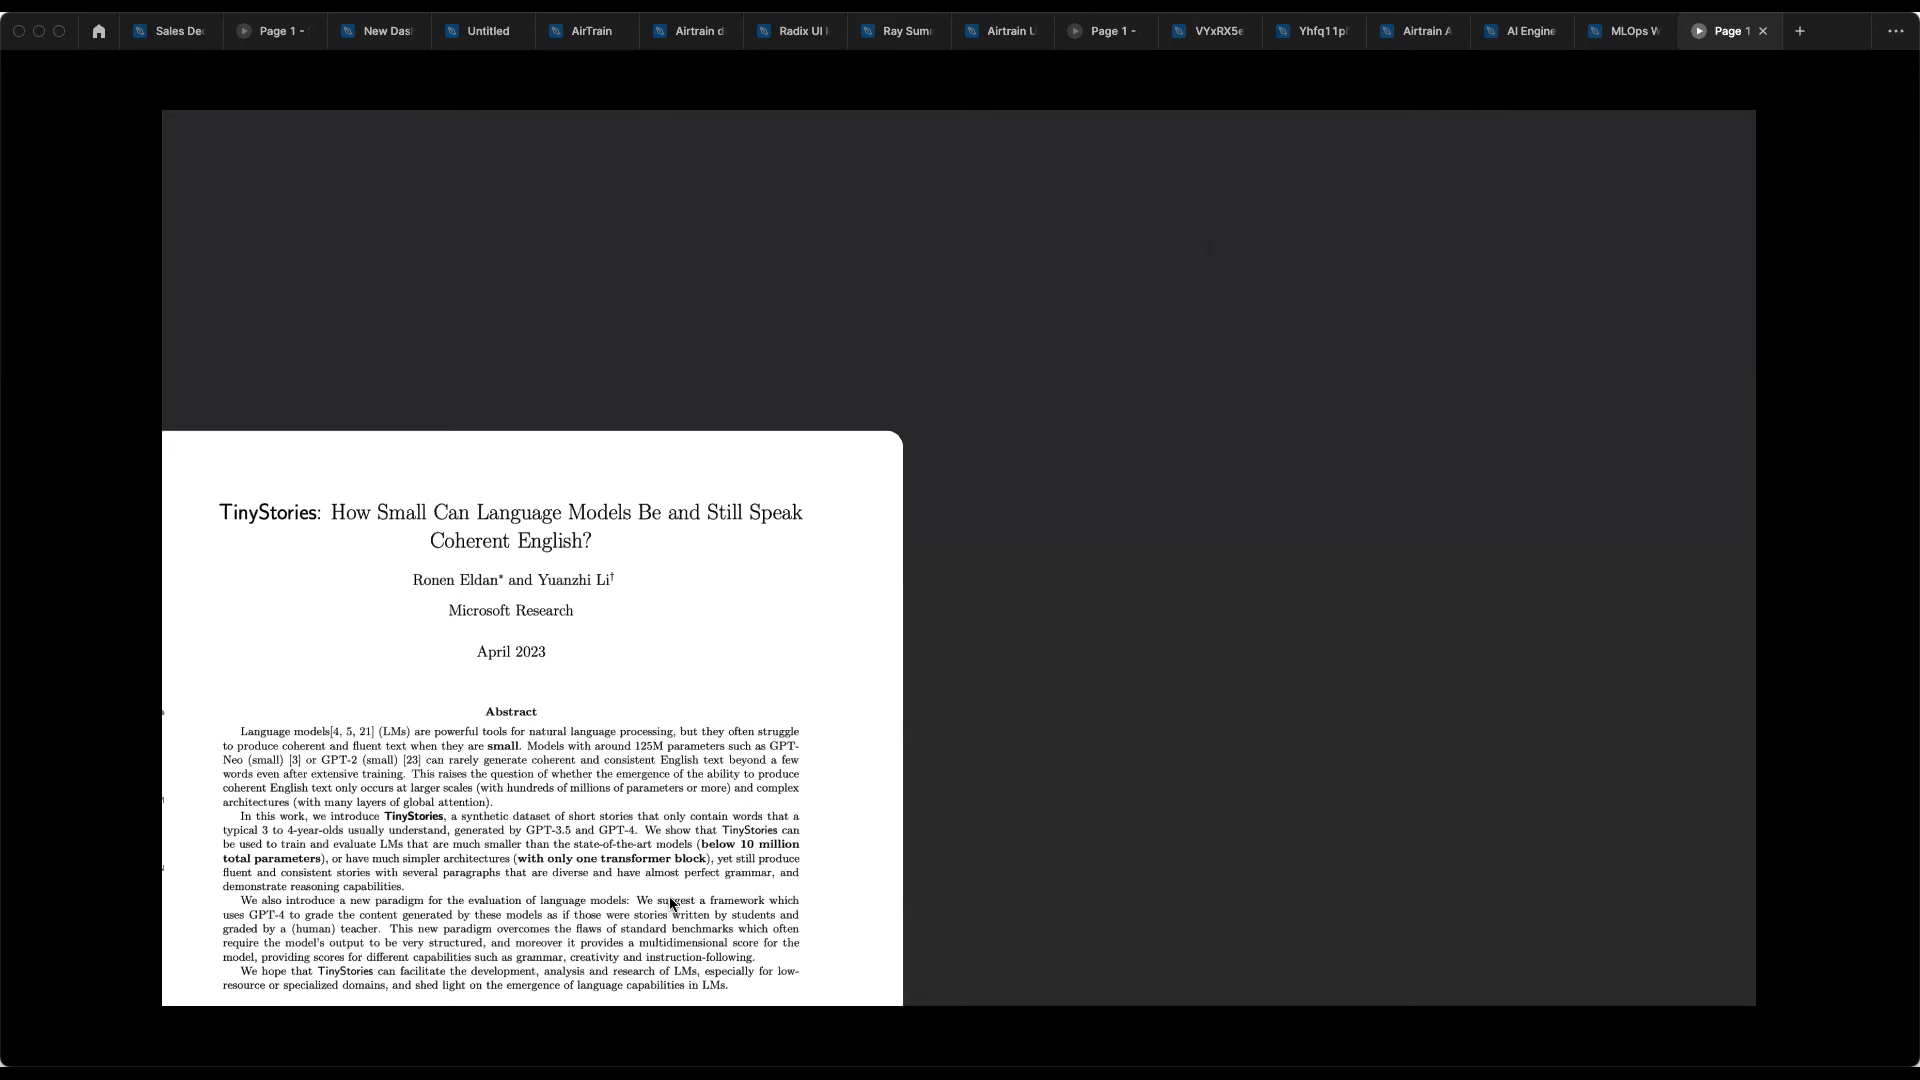 Sales De
Page 1 -
New Das
Untitled
AirTrain
Airtrain d
Radix UI
Ray Sum
Airtrain U
Page 1 -
VYxRX5e
Yhfq11p
Airtrain A
AI Engine
MLOps W
Page 1
TinyStories: How Small Can Language Models Be and Still Speak
Coherent English?
Ronen Eldan* and Yuanzhi Li†
Microsoft Research
April 2023
Abstract
Language models[4, 5, 21] (LMs) are powerful tools for natural language processing, but they often struggle
to produce coherent and fluent text when they are small. Models with around 125M parameters such as GPT-
Neo (small) [3] or GPT-2 (small) [23] can rarely generate coherent and consistent English text beyond a few
words even after extensive training. This raises the question of whether the emergence of the ability to produce
coherent English text only occurs at larger scales (with hundreds of millions of parameters or more) and complex
architectures (with many layers of global attention).
In this work, we introduce TinyStories, a synthetic dataset of short stories that only contain words that a
typical 3 to 4-year-olds usually understand, generated by GPT-3.5 and GPT-4. We show that TinyStories can
be used to train and evaluate LMs that are much smaller than the state-of-the-art models (below 10 million
total parameters), or have much simpler architectures (with only one transformer block), yet still produce
fluent and consistent stories with several paragraphs that are diverse and have almost perfect grammar, and
demonstrate reasoning capabilities.
We also introduce a new paradigm for the evaluation of language models: We suggest a framework which
uses GPT-4 to grade the content generated by these models as if those were stories written by students and
graded by a (human) teacher. This new paradigm overcomes the flaws of standard benchmarks which often
require the model's output to be very structured, and moreover it provides a multidimensional score for the
model, providing scores for different capabilities such as grammar, creativity and instruction-following.
We hope that TinyStories can facilitate the development, analysis and research of LMs, especially for low-
resource or specialized domains, and shed light on the emergence of language capabilities in LMs.